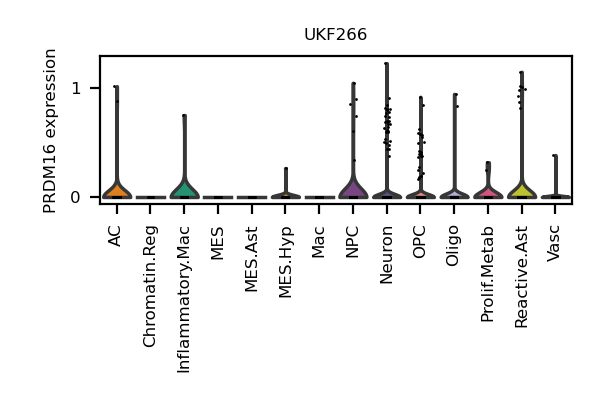 UKF266
PRDM16 expression
1
0
AC
Chromatin.Reg
Inflammatory.Mac
MES
MES.Ast
MES.Hyp
Mac
NPC
Neuron
OPC
Oligo
Prolif.Metab
Reactive.Ast
Vasc